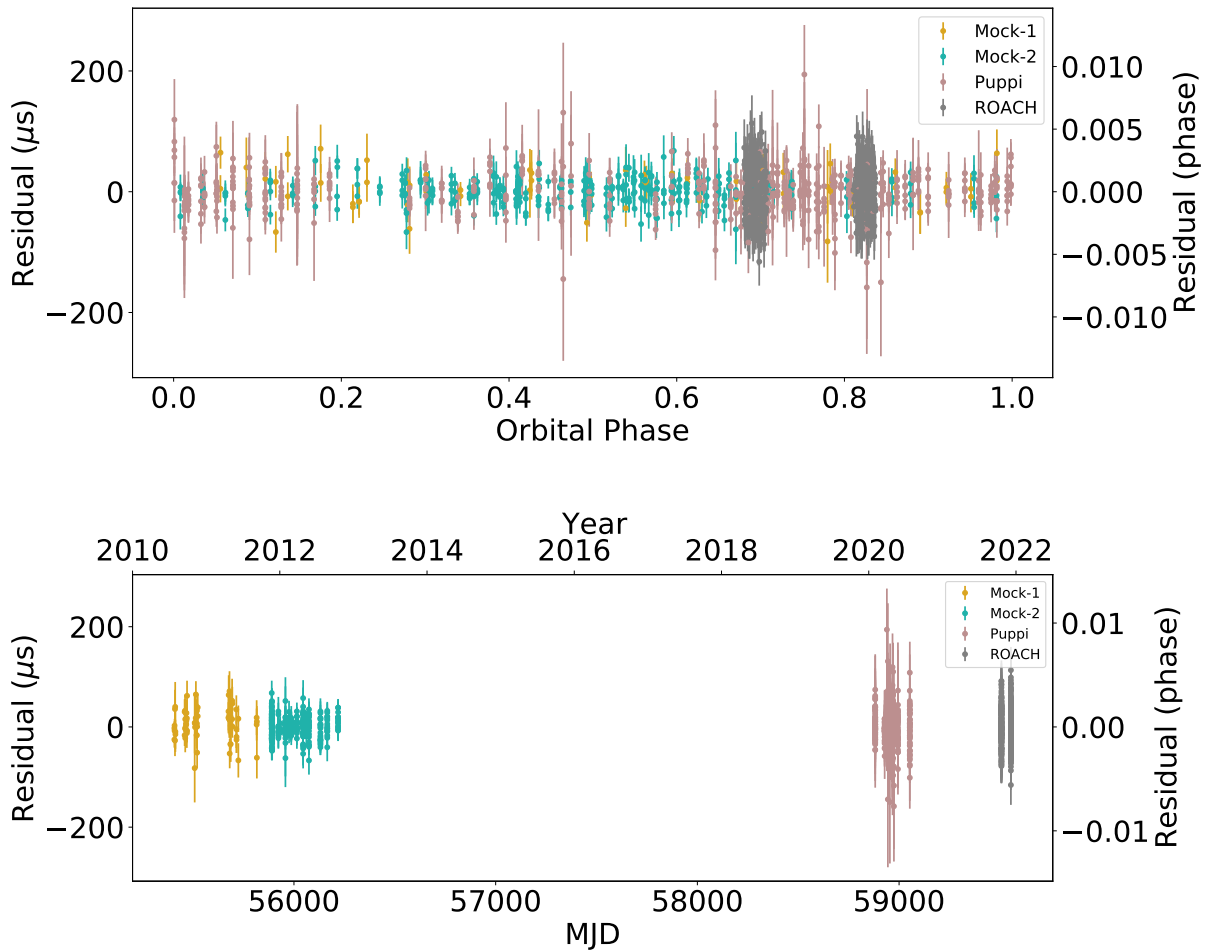 200
0
−200
Residual (μs)
0.010
0.005
0.000
−0.005
−0.010
Residual (phase)
Mock-1
Mock-2
Puppi
ROACH
0.0 0.2 0.4 0.6 0.8 1.0
Orbital Phase
Year
2010 2012 2014 2016 2018 2020 2022
200
0
−200
Residual (μs)
0.01
0.00
−0.01
Residual (phase)
Mock-1
Mock-2
Puppi
ROACH
56000 57000 58000 59000
MJD